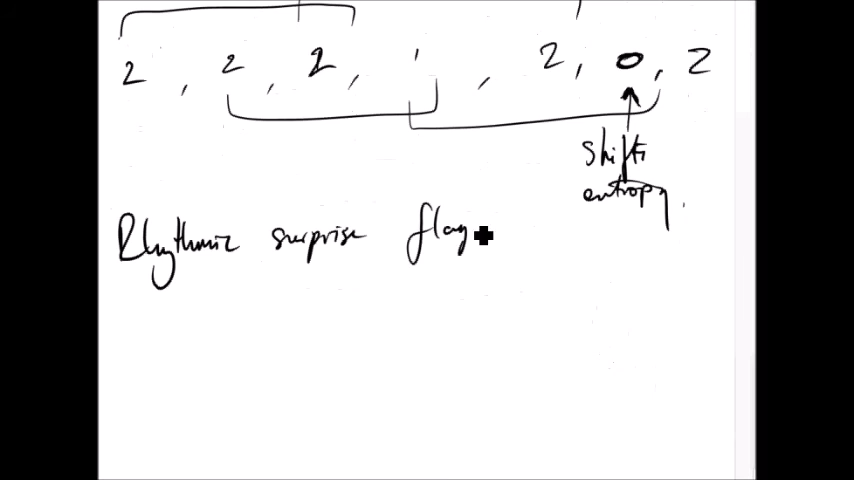 2 , 2 , 2 , 1 , 2 , 0 , 2
shift
entropy.
Rhythmic surprise flag